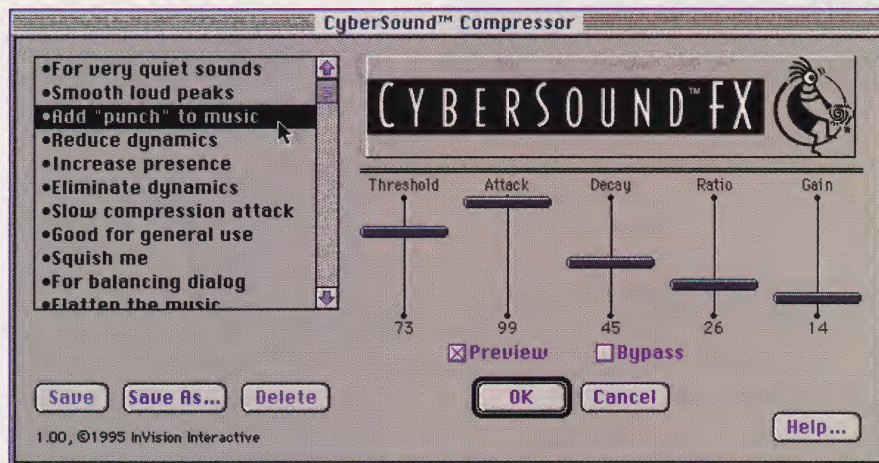 CyberSound™ Compressor
•For very quiet sounds
•Smooth loud peaks
•Add "punch" to music
•Reduce dynamics
•Increase presence
•Eliminate dynamics
•Slow compression attack
•Good for general use
•Squish me
•For balancing dialog
•Flatten the music
CYBERSOUND™ FX
Threshold Attack Decay Ratio Gain
73 99 45 26 14
Preview Bypass
Save Save As... Delete OK Cancel
1.00, ©1995 InVision Interactive
Help...